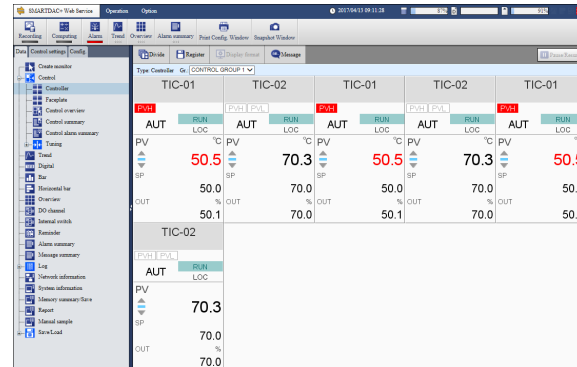 SMARTDAC+ Web Service Operation Option 2017/04/13 09:11:28 87% 91%
Recording Computing Alarm Trend Overview Alarm summary Print Config. Window Snapshot Window
Data Control settings Config
Divide Register Display format Message Pause/Resu
Type: Controller Gr.: CONTROL GROUP 1
Create monitor
Control
Controller
Faceplate
Control overview
Control summary
Control alarm summary
Tuning
Trend
Digital
Bar
Horizontal bar
Overview
DO channel
Internal switch
Reminder
Alarm summary
Message summary
Log
Network information
System information
Memory summary/Save
Report
Manual sample
Save/Load
TIC-01 TIC-02 TIC-01 TIC-02 TIC-01
PVH PVH PVL PVH PVH PVL PVH
AUT RUN LOC AUT RUN LOC AUT RUN LOC AUT RUN LOC AUT RUN LOC
PV °C PV °C PV °C PV °C PV
50.5 70.3 50.5 70.3 50.5
SP SP SP SP SP
50.0 70.0 50.0 70.0 50.
OUT % OUT % OUT % OUT % OUT
50.1 70.0 50.1 70.0 50.
TIC-02
PVH PVL
AUT RUN
LOC
PV °C
70.3
SP
70.0
OUT %
70.0